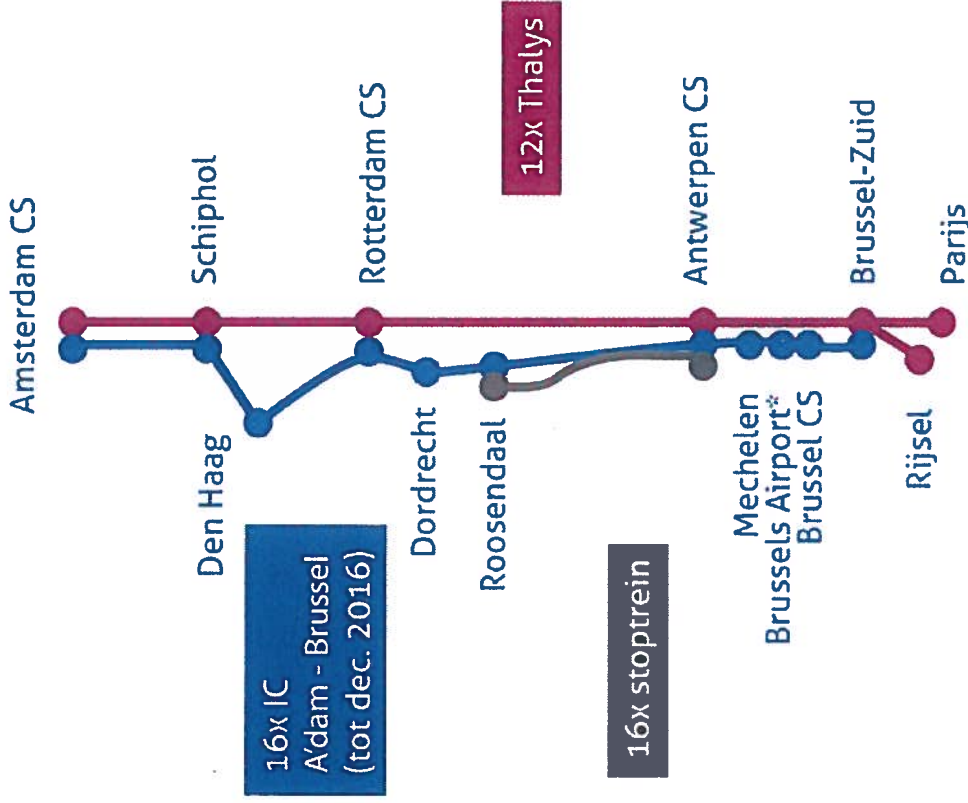 Amsterdam CS
Schiphol
Den Haag
Rotterdam CS
16x IC
A'dam - Brussel
(tot dec. 2016)
12x Thalys
Dordrecht
Roosendaal
16x stoptrein
Antwerpen CS
Mechelen
Brussels Airport*
Brussel CS
Brussel-Zuid
Rijsel
Parijs